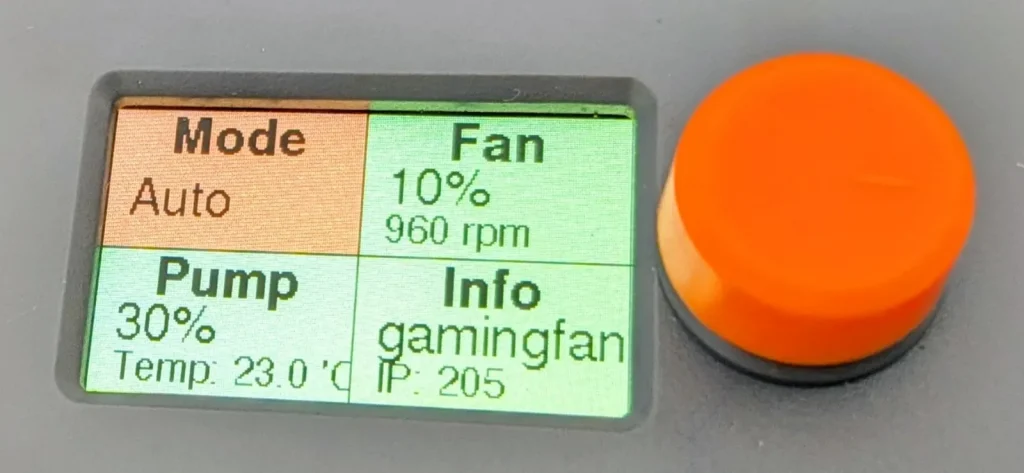 Mode
Auto
Fan
10%
960 rpm
Pump
30%
Temp: 23.0 'C
Info
gamingfan
IP: 205